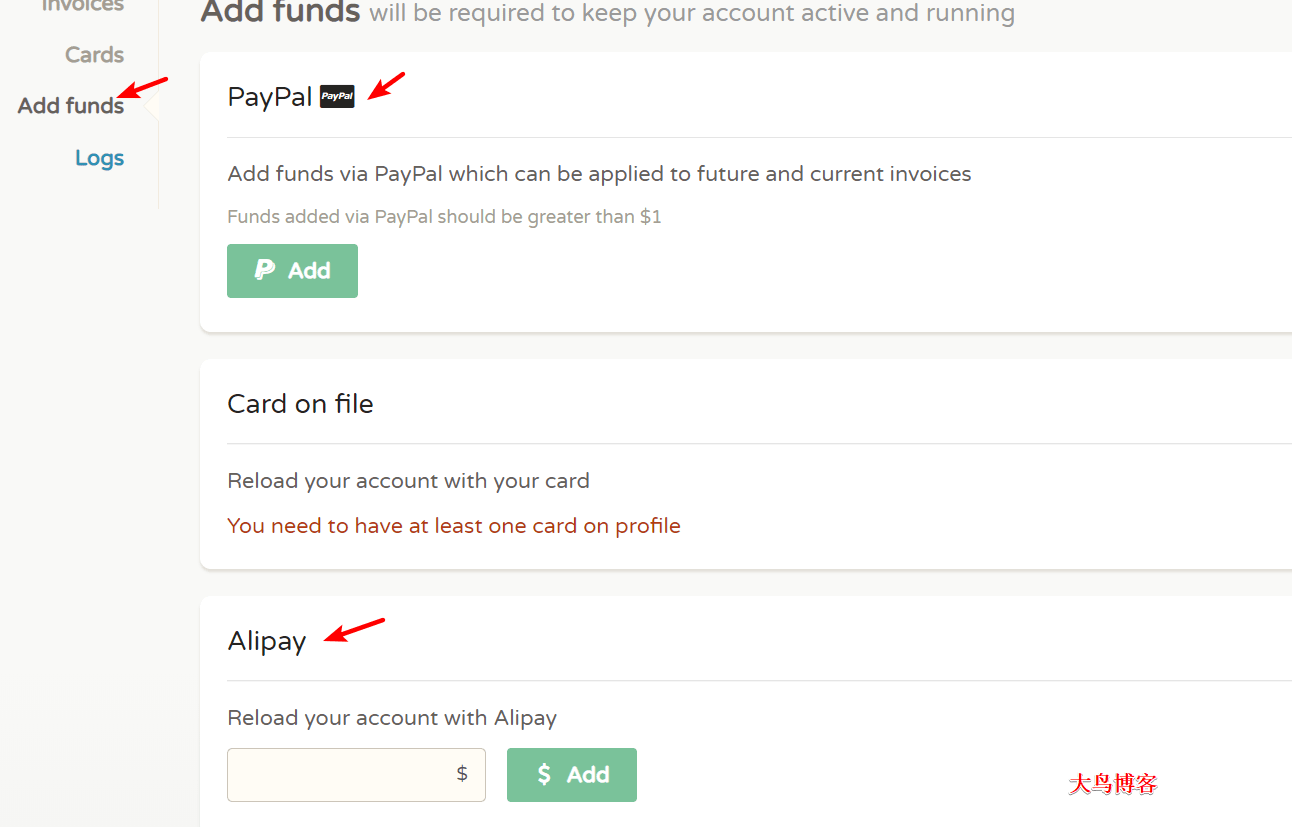 Invoices
Cards
Add funds
Logs
Add funds will be required to keep your account active and running
PayPal PayPal
Add funds via PayPal which can be applied to future and current invoices
Funds added via PayPal should be greater than $1
Add
Card on file
Reload your account with your card
You need to have at least one card on profile
Alipay
Reload your account with Alipay
$ $ Add
大鸟博客